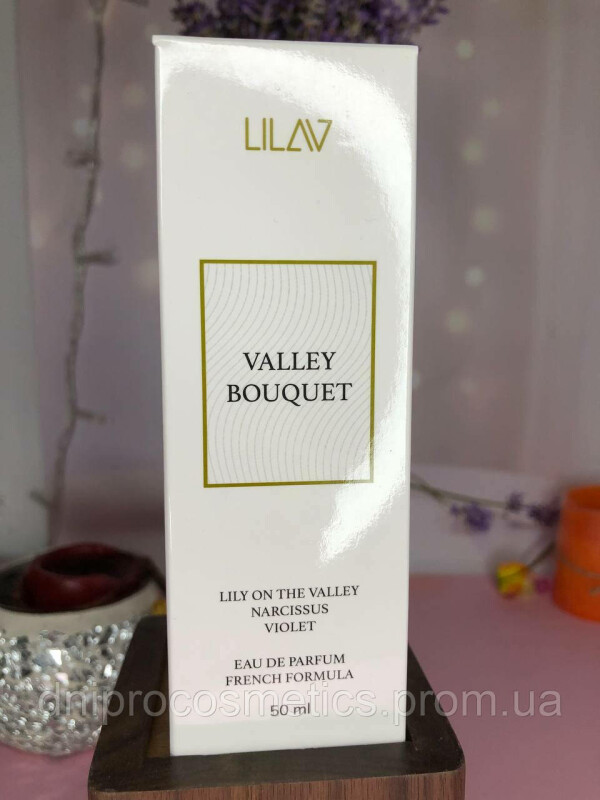 LILAV
VALLEY
BOUQUET
LILY ON THE VALLEY
NARCISSUS
VIOLET
EAU DE PARFUM
FRENCH FORMULA
dniprocosmetics.prom.ua
50 ml